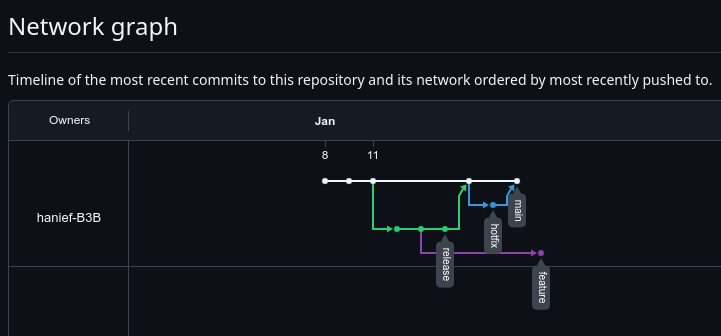 Network graph
Timeline of the most recent commits to this repository and its network ordered by most recently pushed to.
Owners
Jan
8 11
hanief-B3B
main
hotfix
release
feature